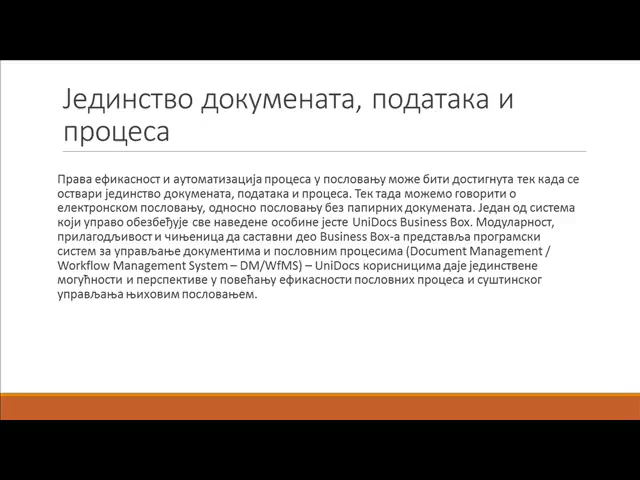 Јединство докумената, података и
процеса
Права ефикасност и аутоматизација процеса у пословању може бити достигнута тек када се
оствари јединство докумената, података и процеса. Тек тада можемо говорити о
електронском пословању, односно пословању без папирних докумената. Један од система
који управо обезбеђује све наведене особине јесте UniDocs Business Box. Модуларност,
прилагодљивост и чињеница да саставни део Business Box-а представља програмски
систем за управљање документима и пословним процесима (Document Management /
Workflow Management System – DM/WfMS) – UniDocs корисницима даје јединствене
могућности и перспективе у повећању ефикасности пословних процеса и суштинског
управљања њиховим пословањем.